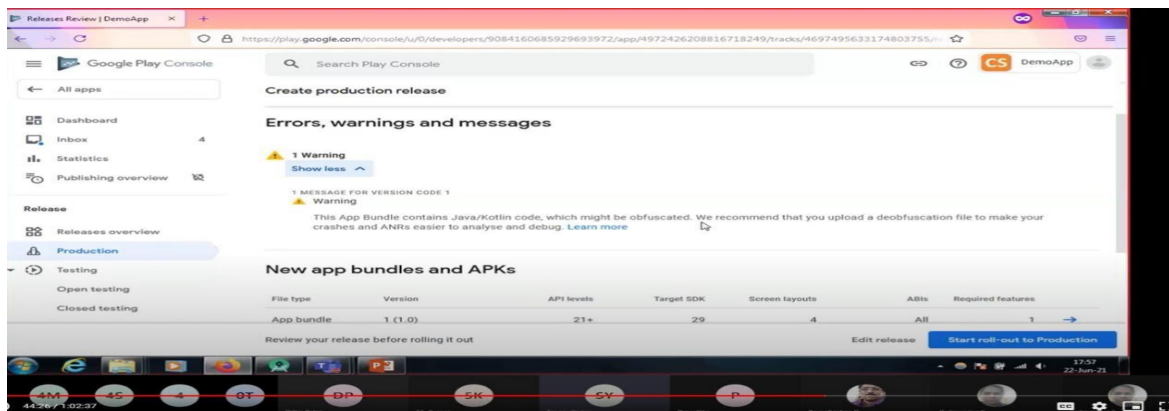 Releases Review | DemoApp
https://play.google.com/console/u/0/developers/9084160685929693972/app/4972426208816718249/tracks/4697495633174803755/
Google Play Console
Search Play Console
CS DemoApp
All apps
Create production release
Dashboard
Inbox 4
Statistics
Publishing overview
Release
Releases overview
Production
Testing
Open testing
Closed testing
Errors, warnings and messages
1 Warning
Show less
1 MESSAGE FOR VERSION CODE 1
Warning
This App Bundle contains Java/Kotlin code, which might be obfuscated. We recommend that you upload a deobfuscation file to make your
crashes and ANRs easier to analyse and debug. Learn more
New app bundles and APKs
File type Version API levels Target SDK Screen layouts ABIs Required features
App bundle 1 (1.0) 21+ 29 4 All 1
Review your release before rolling it out Edit release Start roll-out to Production
17:57
22-Jun-21
4M 4S 4 0T DP SK SY P
44:26 / 1:02:37 CC